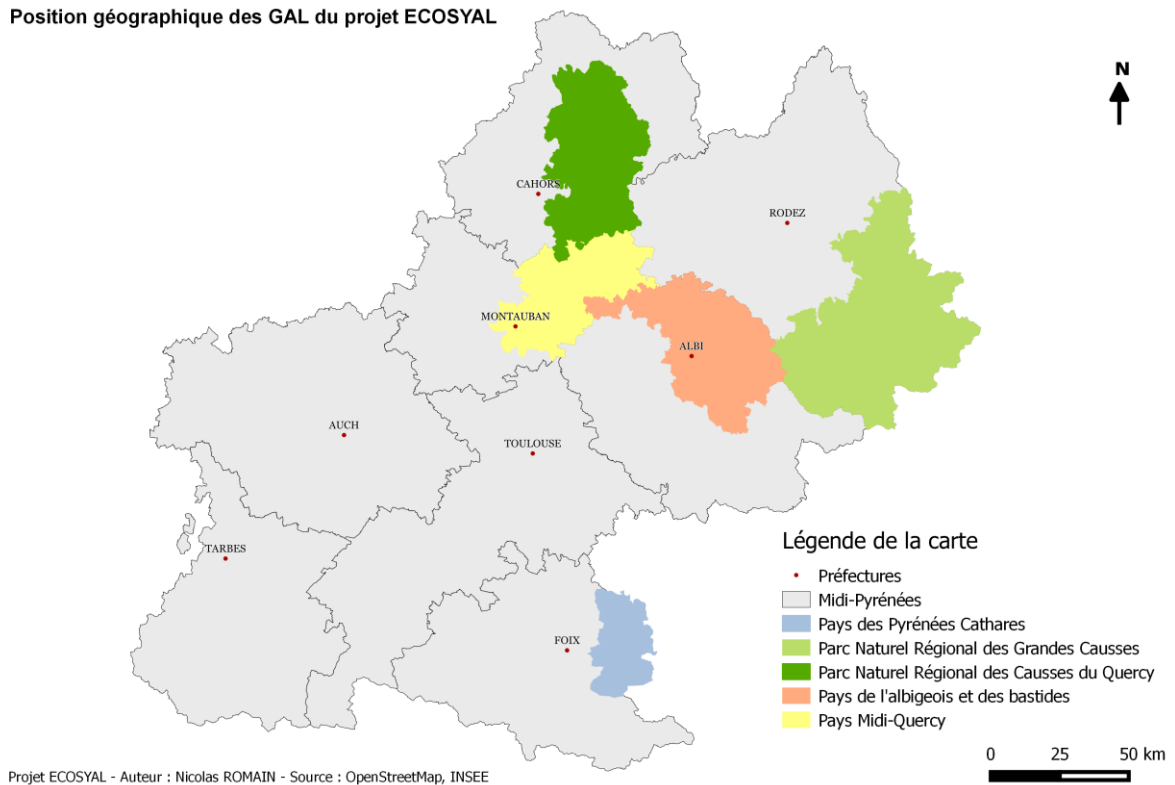 Position géographique des GAL du projet ECOSYAL
N
CAHORS
RODEZ
MONTAUBAN
ALBI
AUCH
TOULOUSE
TARBES
FOIX
Légende de la carte
Préfectures
Midi-Pyrénées
Pays des Pyrénées Cathares
Parc Naturel Régional des Grandes Causses
Parc Naturel Régional des Causses du Quercy
Pays de l'albigeois et des bastides
Pays Midi-Quercy
0 25 50 km
Projet ECOSYAL - Auteur : Nicolas ROMAIN - Source : OpenStreetMap, INSEE